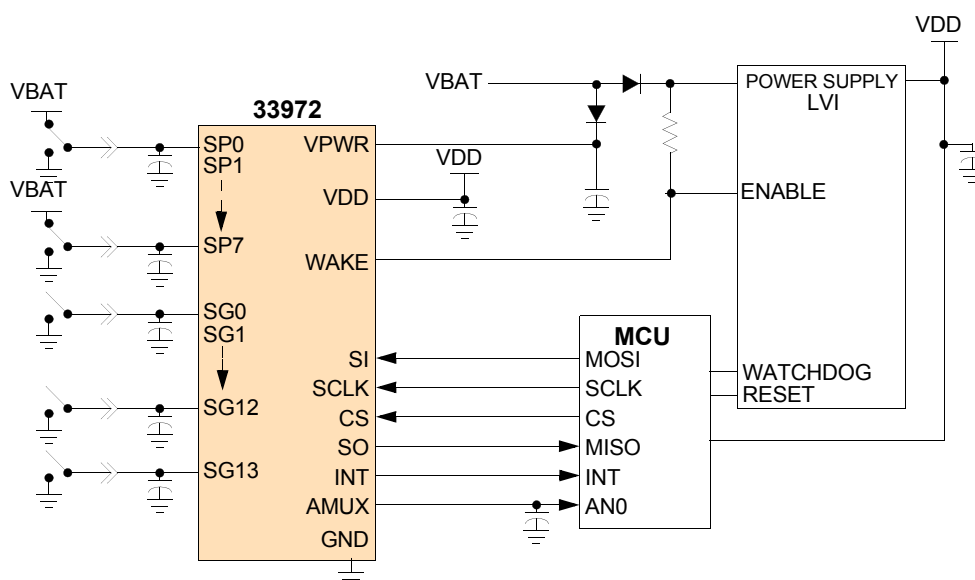 VDD
VBAT
33972
VBAT
POWER SUPPLY
LVI
SP0
SP1
VPWR
VDD
VBAT
VDD
ENABLE
SP7
WAKE
SG0
SG1
MCU
SI
MOSI
WATCHDOG
SCLK
SCLK
RESET
SG12
CS
CS
SO
MISO
SG13
INT
INT
AMUX
AN0
GND